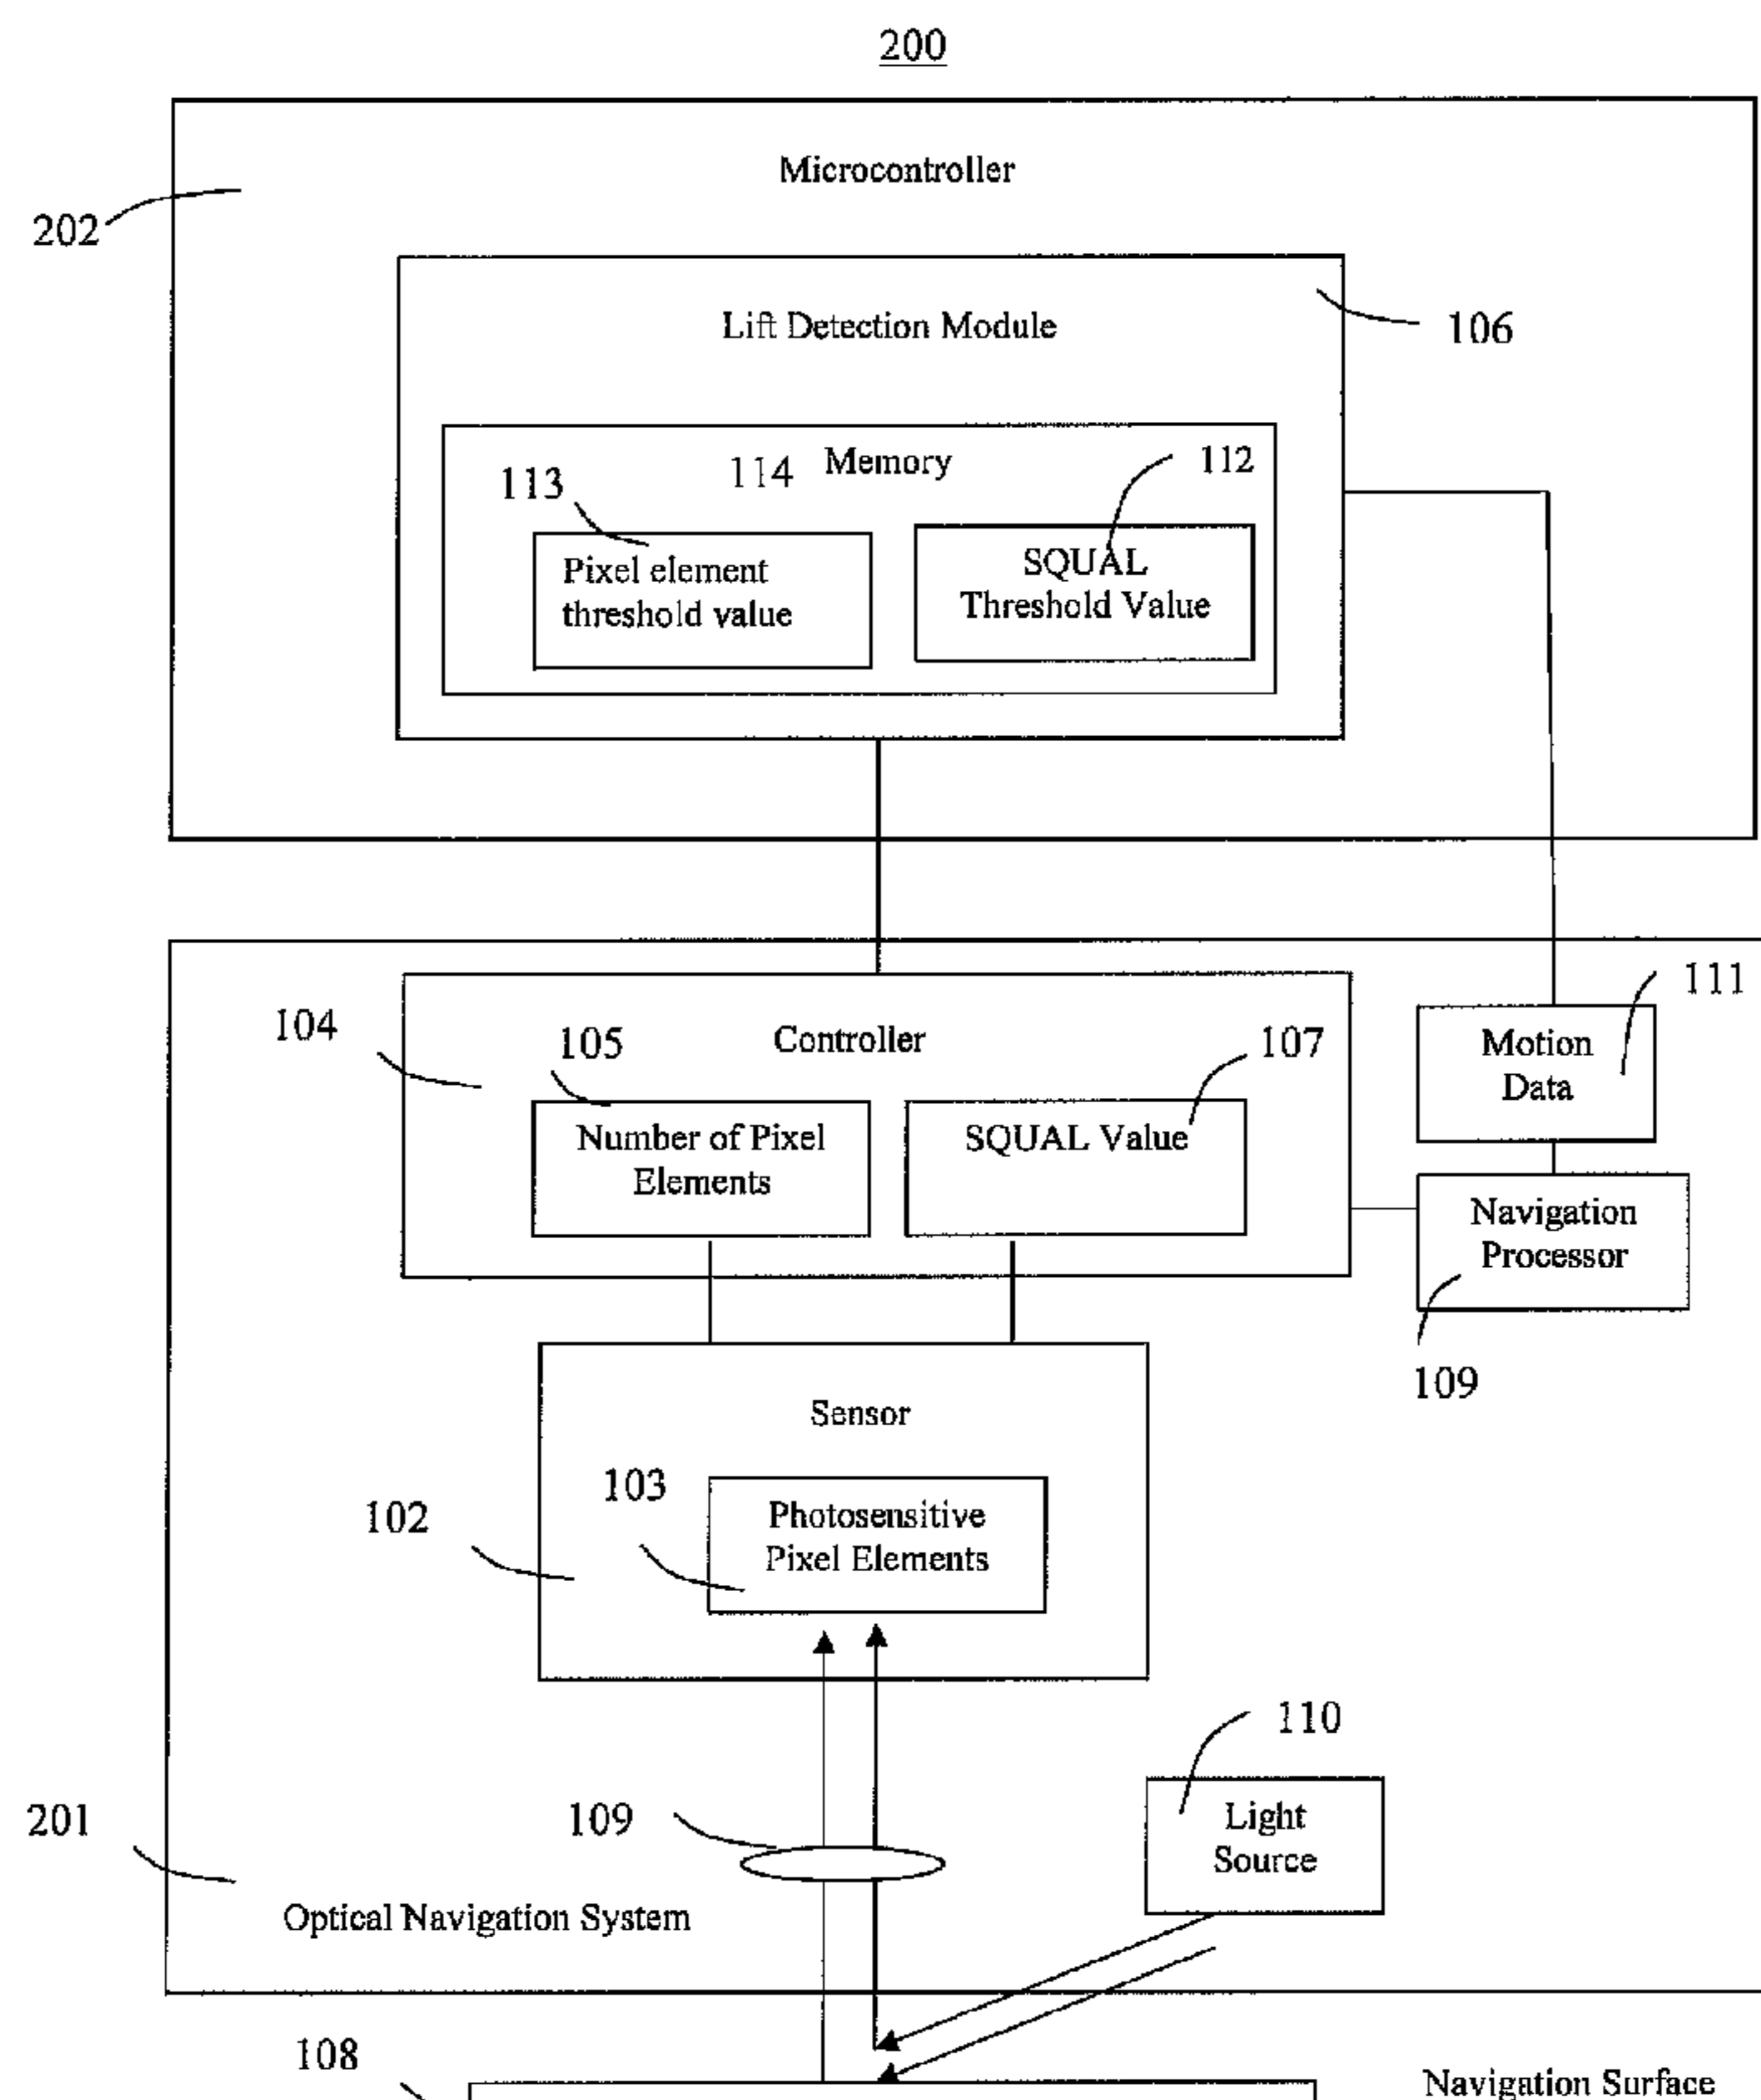 200
Microcontroller
202
Lift Detection Module
106
114 Memory
112
113
Pixel element
threshold value
SQUAL
Threshold Value
111
104
Controller
105
107
Motion
Data
Number of Pixel
Elements
SQUAL Value
Navigation
Processor
109
Sensor
103
102
Photosensitive
Pixel Elements
110
201
109
Light
Source
Optical Navigation System
108
Navigation Surface